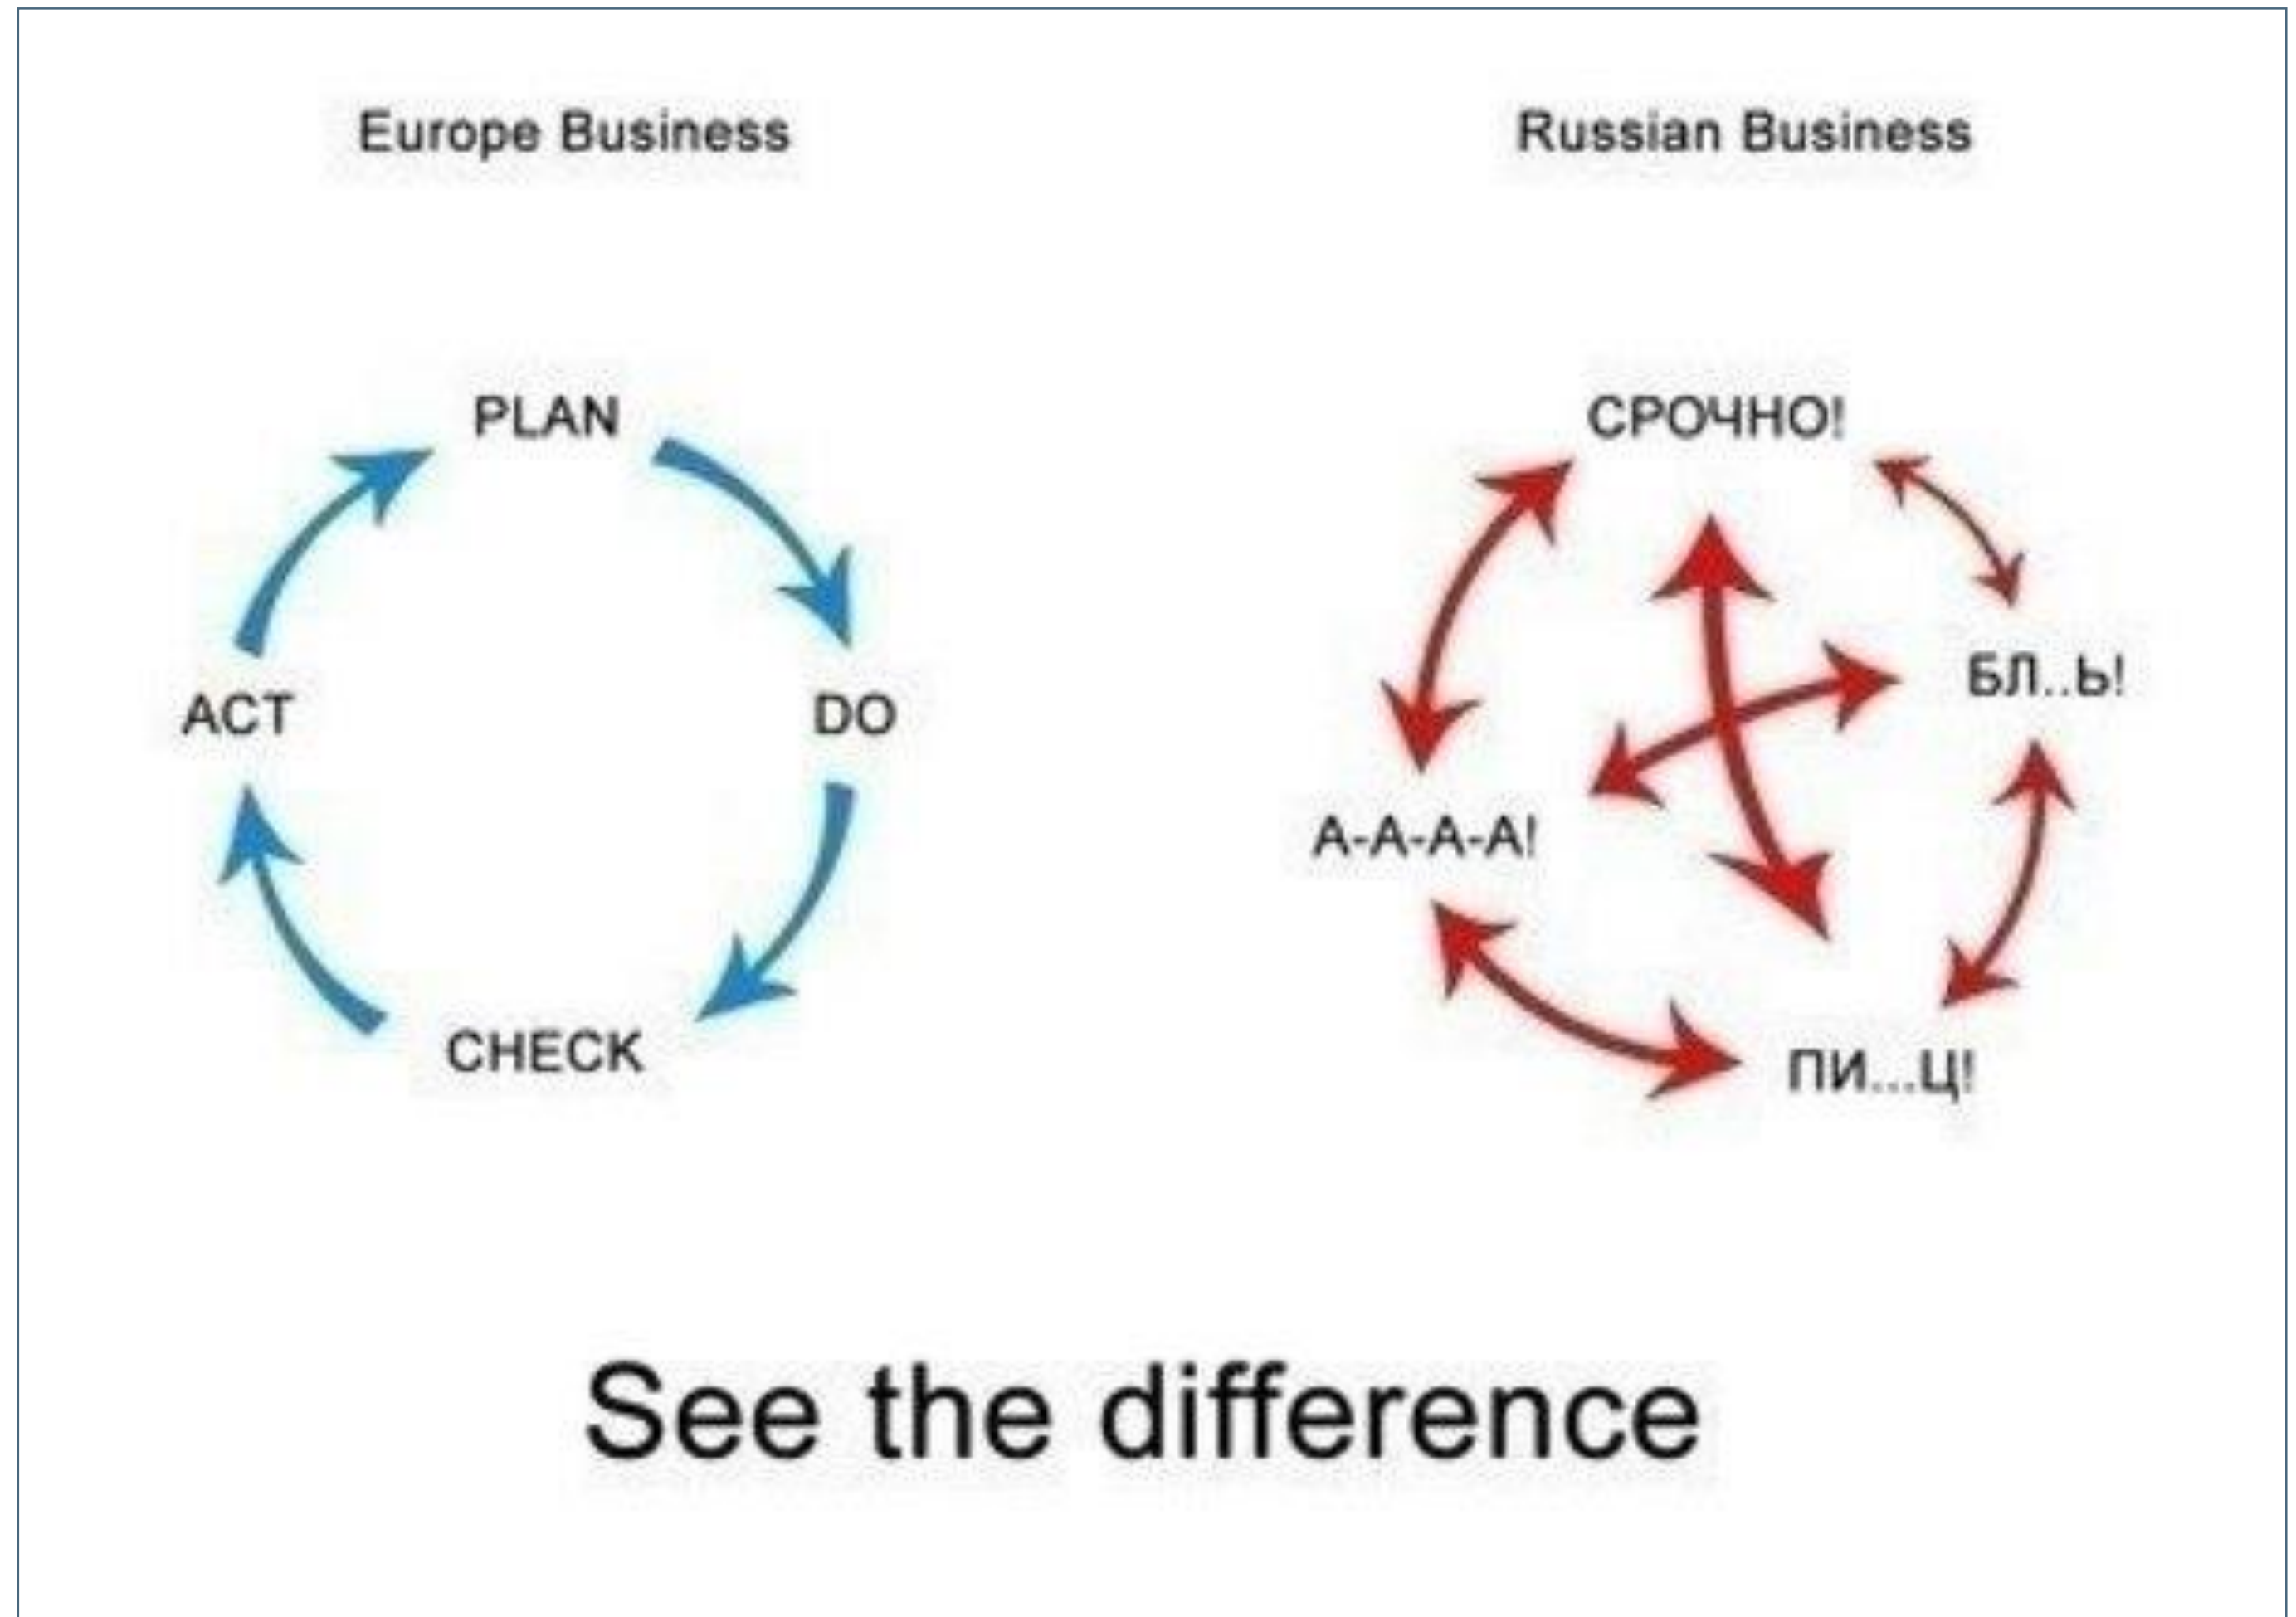 Europe Business
Russian Business
PLAN
DO
CHECK
ACT
СРОЧНО!
БЛ..Ь!
ПИ...Ц!
А-А-А-А!
See the difference